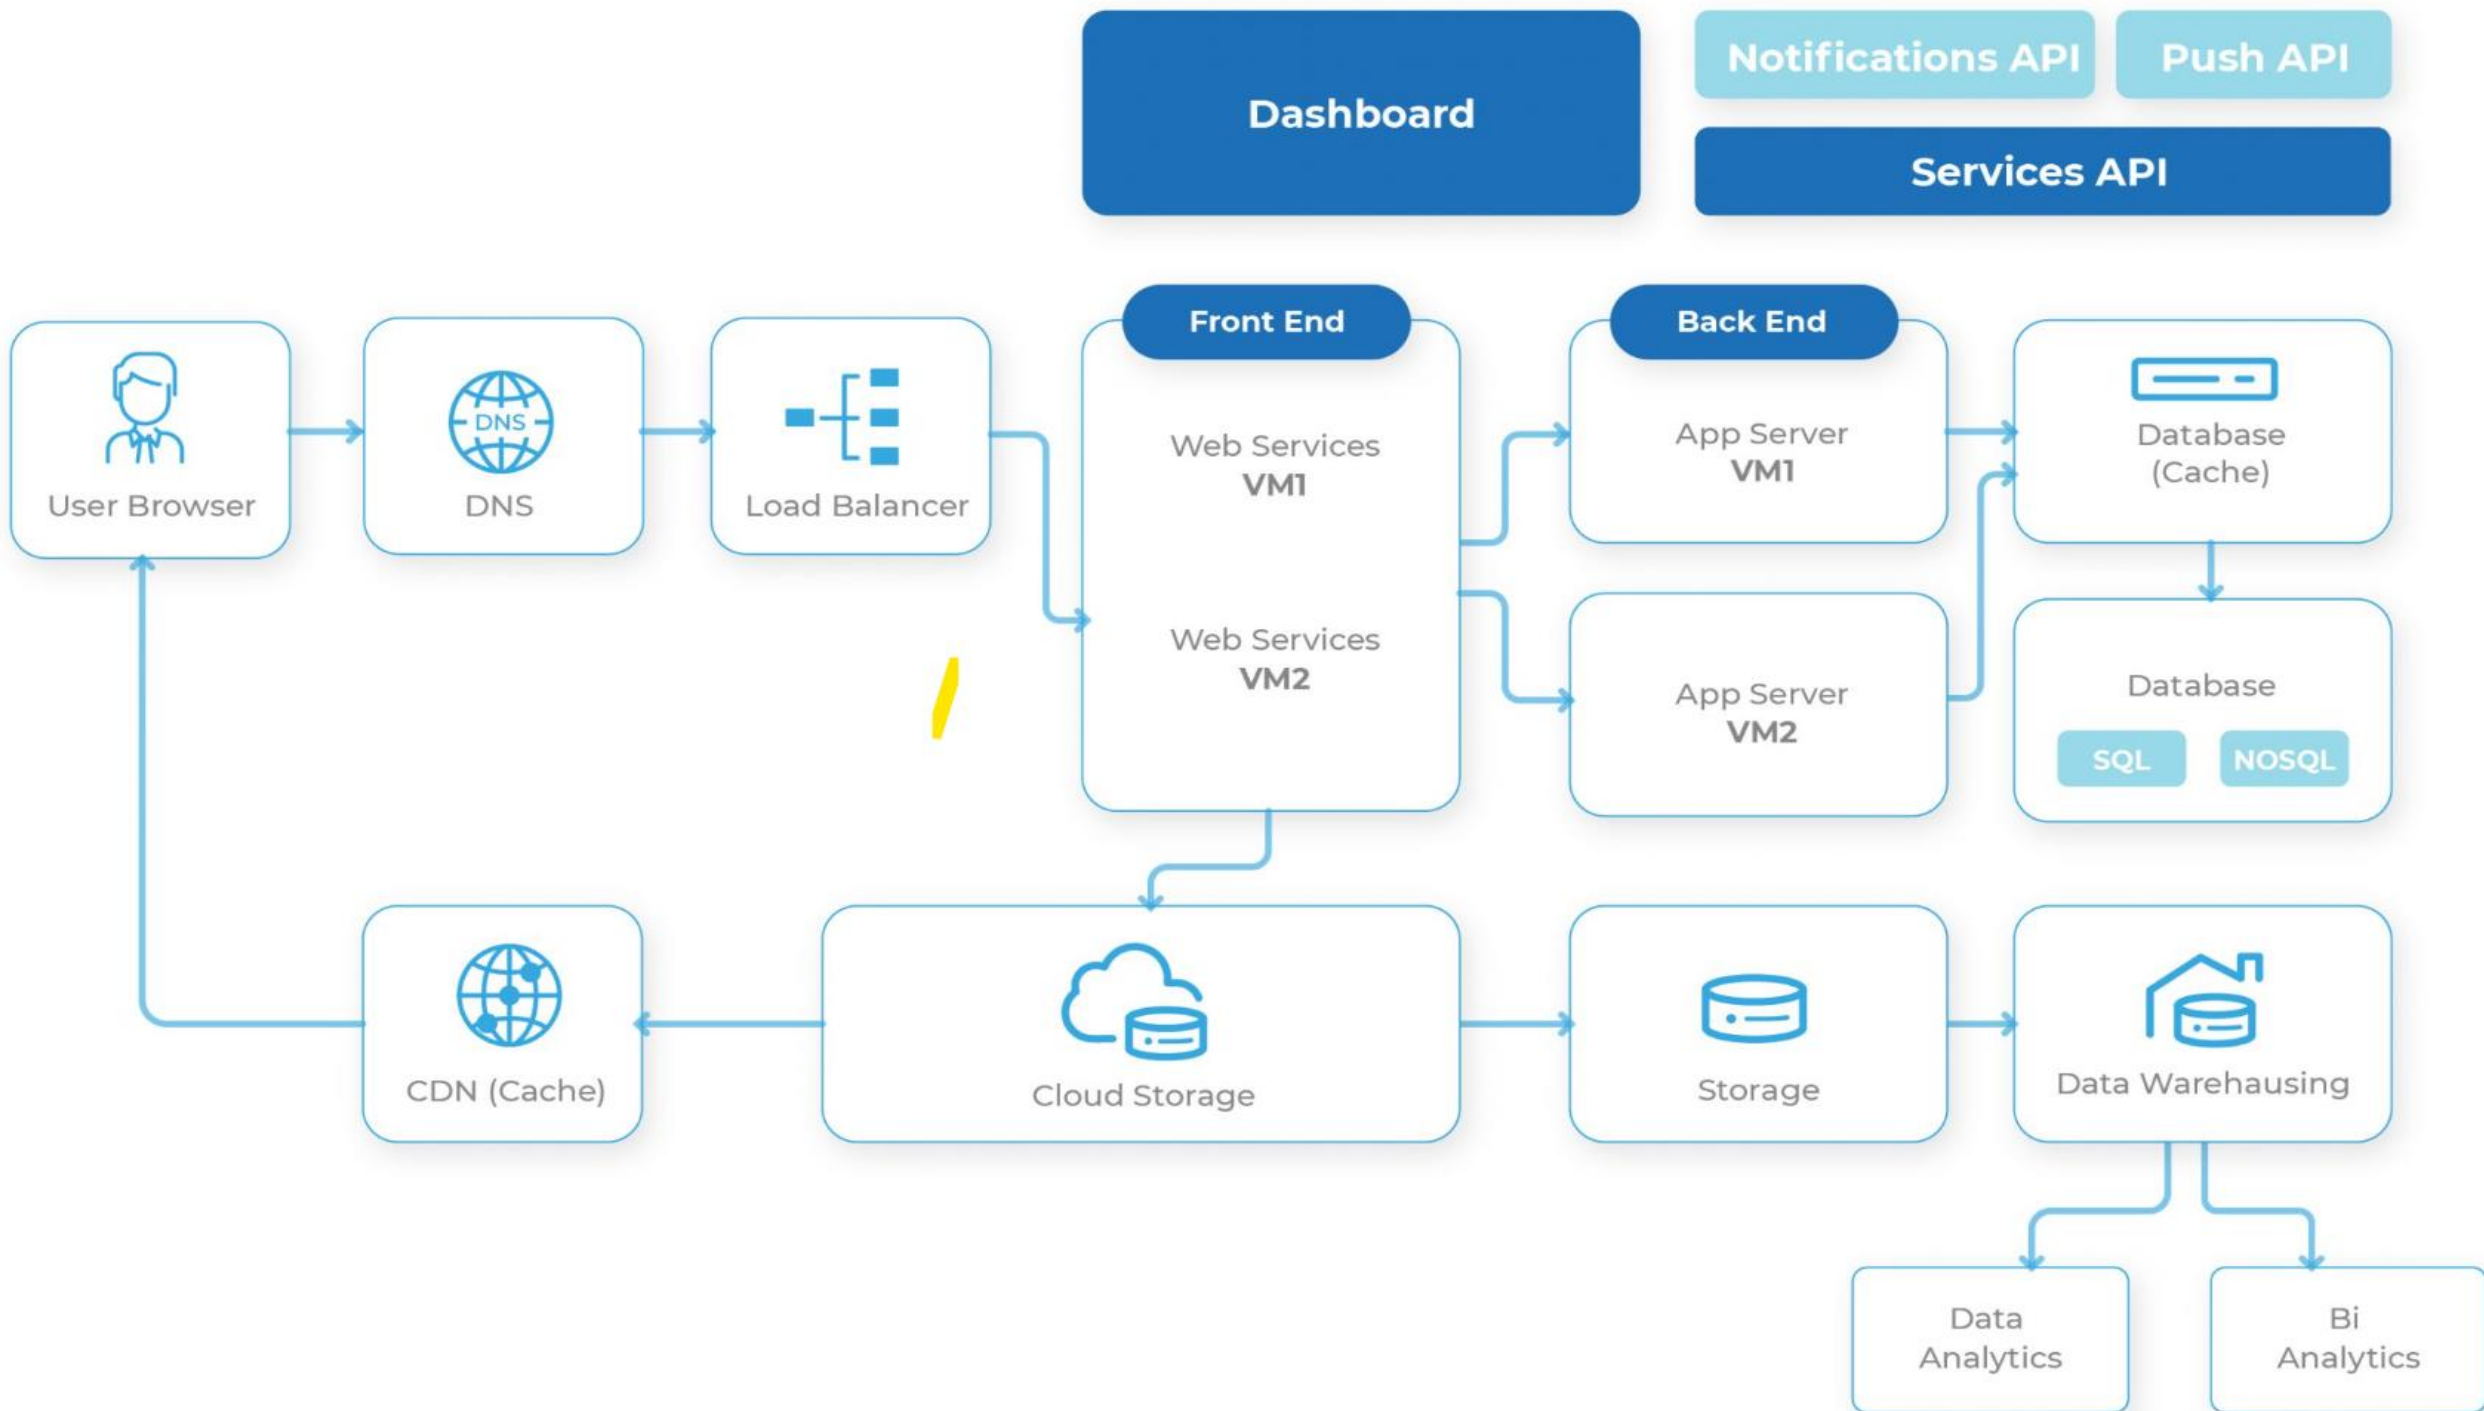 Dashboard
Notifications API
Push API
Services API
Front End
Back End
DNS
User Browser
DNS
Load Balancer
Web Services
VM1
Web Services
VM2
App Server
VM1
App Server
VM2
Database
(Cache)
Database
SQL
NOSQL
CDN (Cache)
Cloud Storage
Storage
Data Warehausing
Data
Analytics
Bi
Analytics